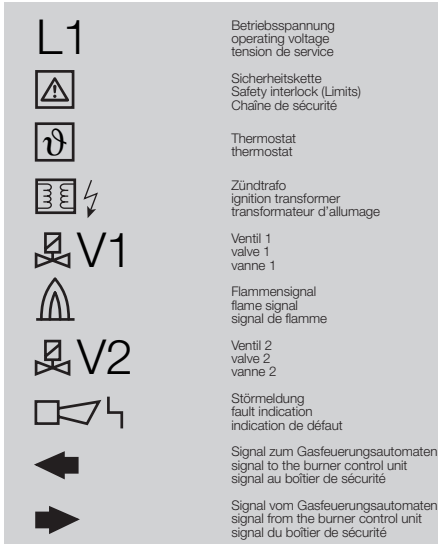 L1
Betriebsspannung
operating voltage
tension de service
Sicherheitskette
Safety interlock (Limits)
Chaîne de sécurité
ϑ
Thermostat
thermostat
Zündtrafo
ignition transformer
transformateur d'allumage
V1
Ventil 1
valve 1
vanne 1
Flammensignal
flame signal
signal de flamme
V2
Ventil 2
valve 2
vanne 2
Störmeldung
fault indication
indication de défaut
Signal zum Gasfeuerungsautomaten
signal to the burner control unit
signal au boîtier de sécurité
Signal vom Gasfeuerungsautomaten
signal from the burner control unit
signal du boîtier de sécurité